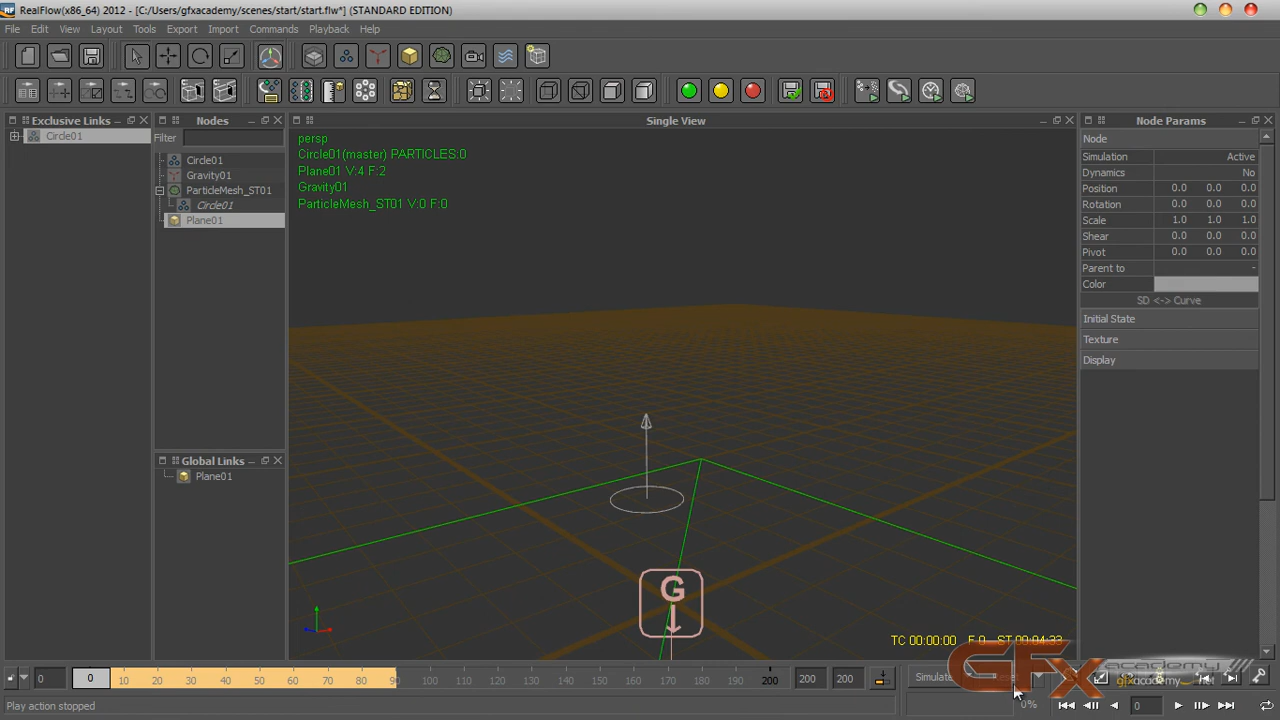 RealFlow(x86_64) 2012 - [C:/Users/gfxacademy/scenes/start/start.flw*] (STANDARD EDITION)
File Edit View Layout Tools Export Import Commands Playback Help
Exclusive Links
Circle01
Nodes
Filter
Circle01
Gravity01
ParticleMesh_ST01
Circle01
Plane01
Global Links
Plane01
Single View
persp
Circle01(master) PARTICLES:0
Plane01 V:4 F:2
Gravity01
ParticleMesh_ST01 V:0 F:0
G
TC 00:00:00 F 0 ST 00:04:33
Node Params
Node
Simulation Active
Dynamics No
Position 0.0 0.0 0.0
Rotation 0.0 0.0 0.0
Scale 1.0 1.0 1.0
Shear 0.0 0.0 0.0
Pivot 0.0 0.0 0.0
Parent to -
Color
SD <-> Curve
Initial State
Texture
Display
0 0 10 20 30 40 50 60 70 80 90 100 110 120 130 140 150 160 170 180 190 200 200 200
Simulate
GFX academy
gfxacademy.net
Play action stopped
0% 0